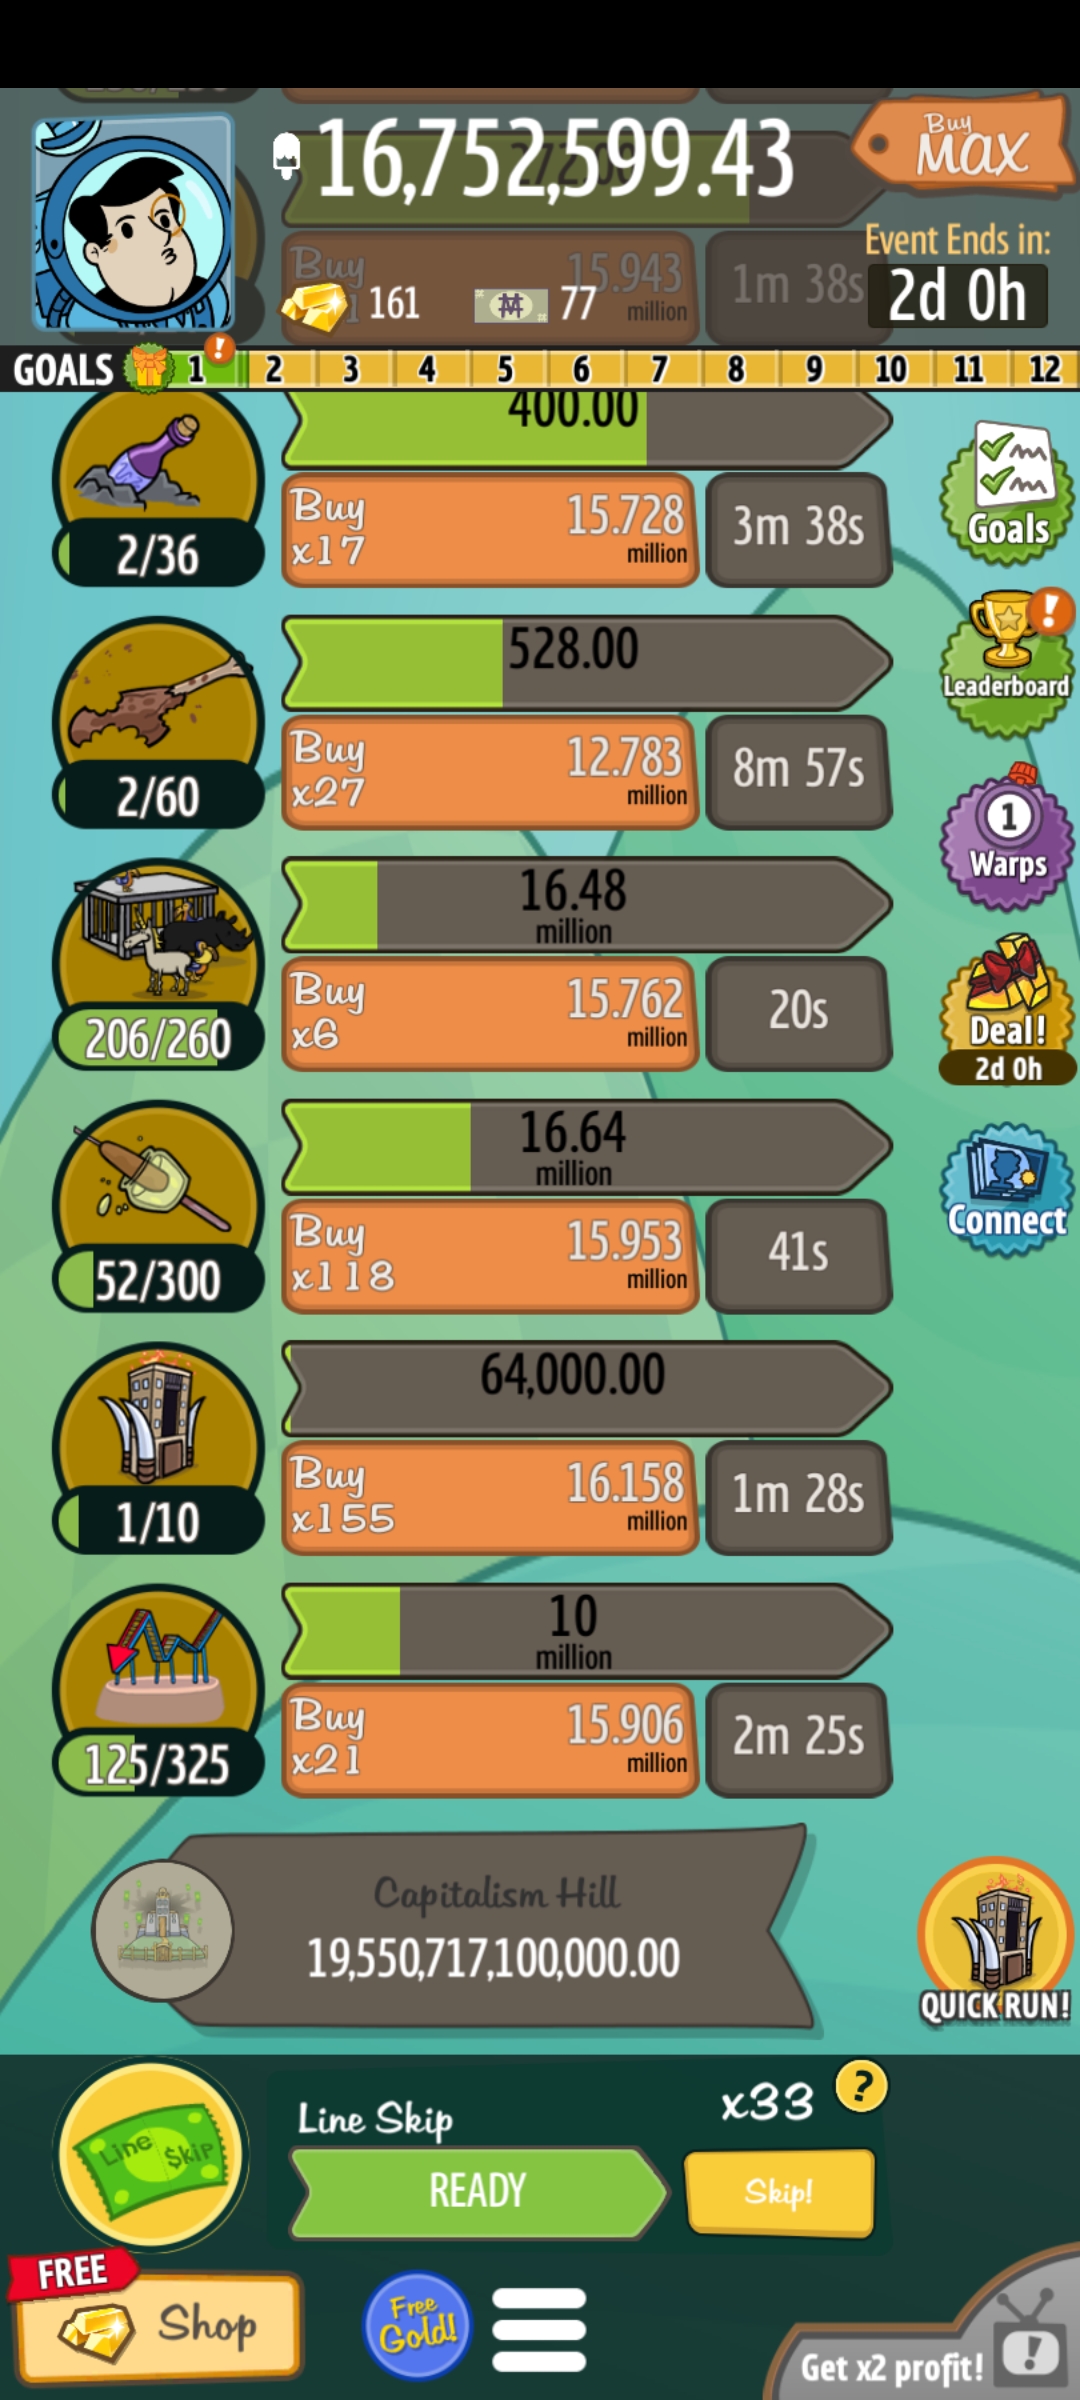 16,752,599.43
Buy
MAX
272.00
Buy
15.943
million
1m 38s
161
77
Event Ends in:
2d 0h
GOALS
1
!
2
3
4
5
6
7
8
9
10
11
12
400.00
2/36
Buy
x17
15.728
million
3m 38s
Goals
528.00
2/60
Buy
x27
12.783
million
8m 57s
!
Leaderboard
16.48
million
206/260
Buy
x6
15.762
million
20s
1
Warps
Deal!
2d 0h
16.64
million
52/300
Buy
x118
15.953
million
41s
Connect
64,000.00
1/10
Buy
x155
16.158
million
1m 28s
10
million
125/325
Buy
x21
15.906
million
2m 25s
Capitalism Hill
19,550,717,100,000.00
QUICK RUN!
Line $kip
Line Skip
x33
?
READY
Skip!
FREE
Shop
Free
Gold!
Get x2 profit!
!